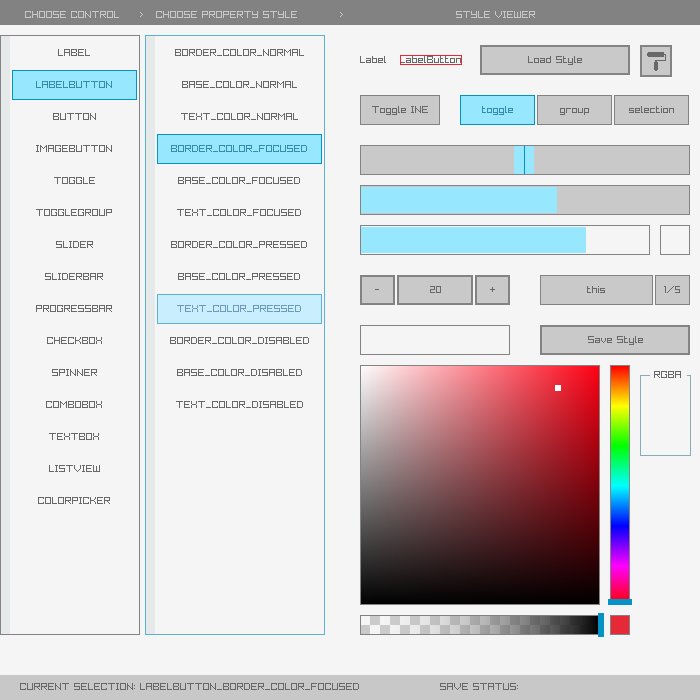 CHOOSE CONTROL > CHOOSE PROPERTY STYLE > STYLE VIEWER
LABEL
LABELBUTTON
BUTTON
IMAGEBUTTON
TOGGLE
TOGGLEGROUP
SLIDER
SLIDERBAR
PROGRESSBAR
CHECKBOX
SPINNER
COMBOBOX
TEXTBOX
LISTVIEW
COLORPICKER
BORDER_COLOR_NORMAL
BASE_COLOR_NORMAL
TEXT_COLOR_NORMAL
BORDER_COLOR_FOCUSED
BASE_COLOR_FOCUSED
TEXT_COLOR_FOCUSED
BORDER_COLOR_PRESSED
BASE_COLOR_PRESSED
TEXT_COLOR_PRESSED
BORDER_COLOR_DISABLED
BASE_COLOR_DISABLED
TEXT_COLOR_DISABLED
Label LabelButton Load Style
Toggle INE toggle group selection
- 20 + this 1/5
Save Style
RGBA
CURRENT SELECTION: LABELBUTTON_BORDER_COLOR_FOCUSED SAVE STATUS: